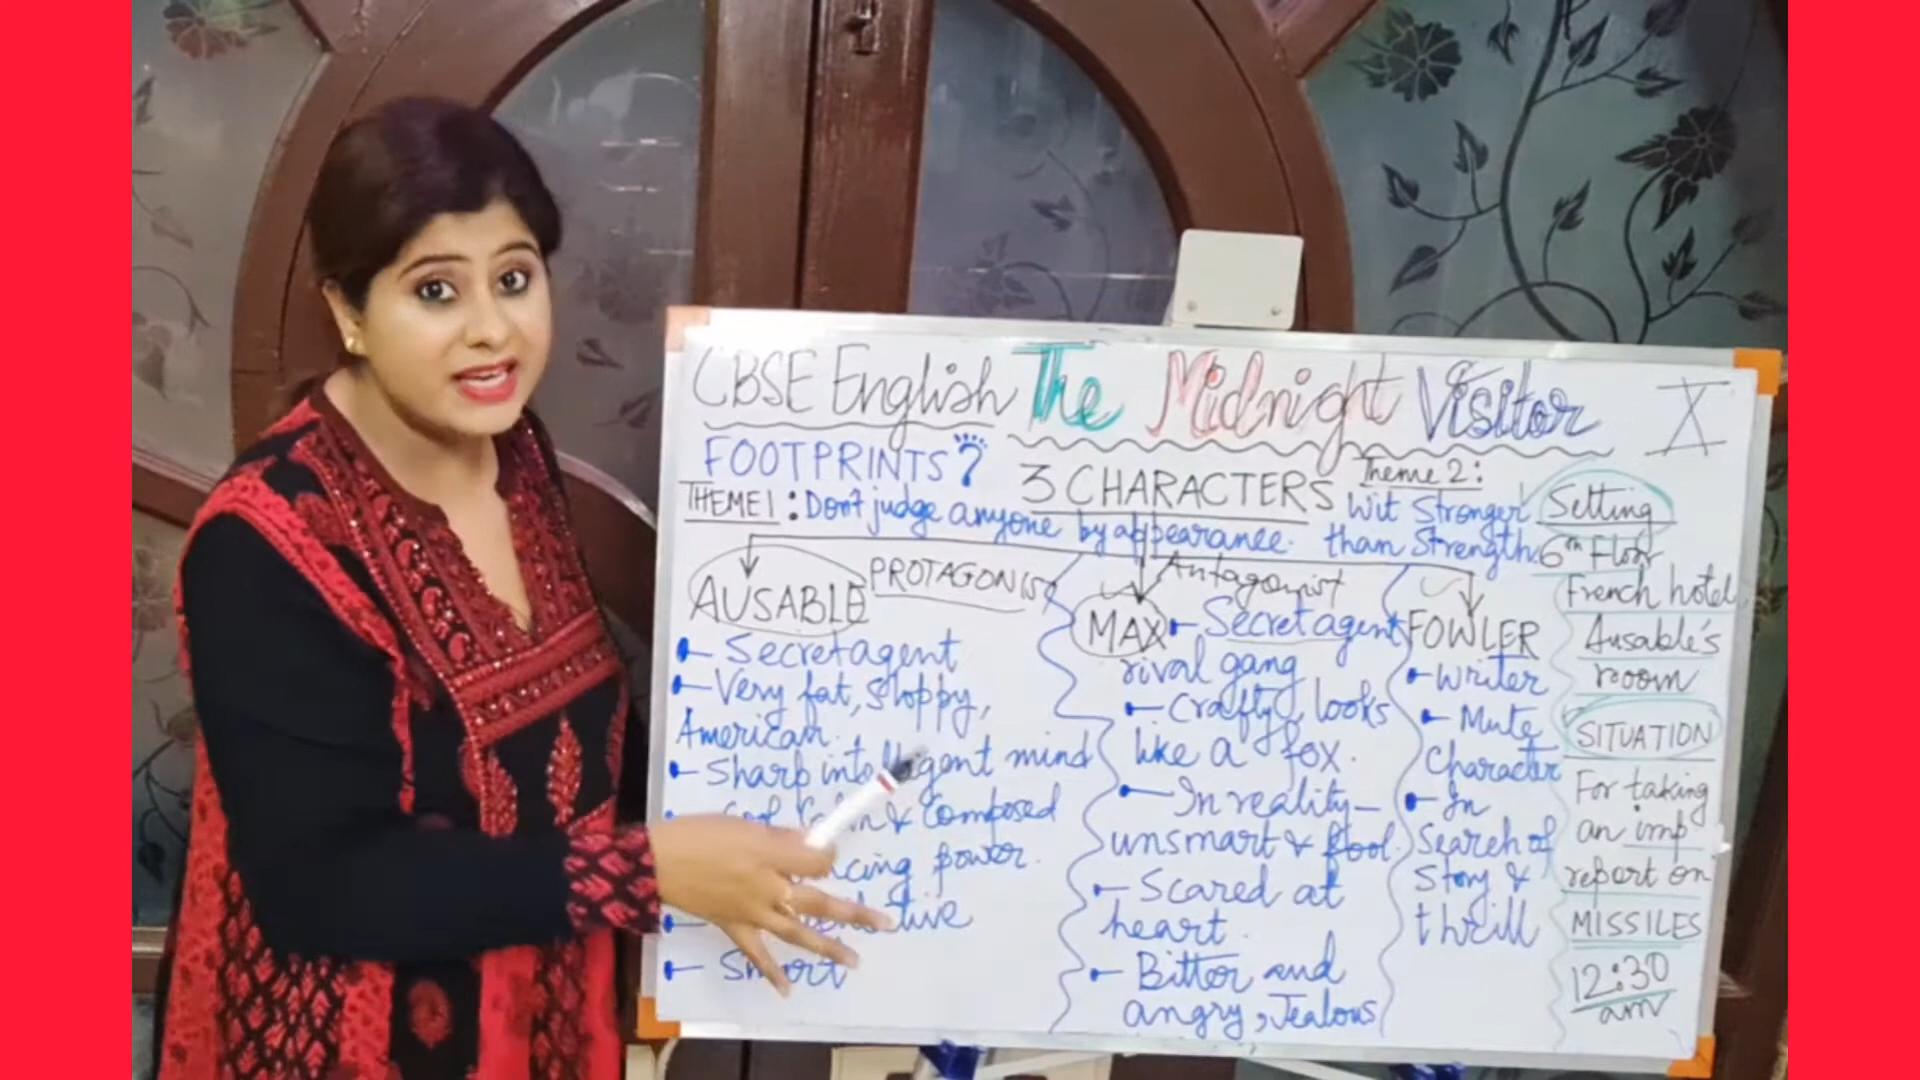 CBSE English The Midnight Visitor X
FOOTPRINTS?
3 CHARACTERS
THEME 1 : Don't judge anyone by appearance.
Theme 2:
Wit Stronger
than Strength.
AUSABLE PROTAGONIST
Secret agent
Very fat, sloppy,
American.
Sharp intelligent mind
& Composed
power.
Smart
Antagonist
MAX Secret agent
rival gang
Crafty, looks
like a fox.
In reality –
unsmart & fool.
Scared at
heart.
Bitter and
angry, Jealous
FOWLER
Writer
Mute
Character
In
Search of
story &
thrill
Setting
6th Floor
French hotel,
Ausable's
room
SITUATION
For taking
an imp
report on
MISSILES
12:30
am